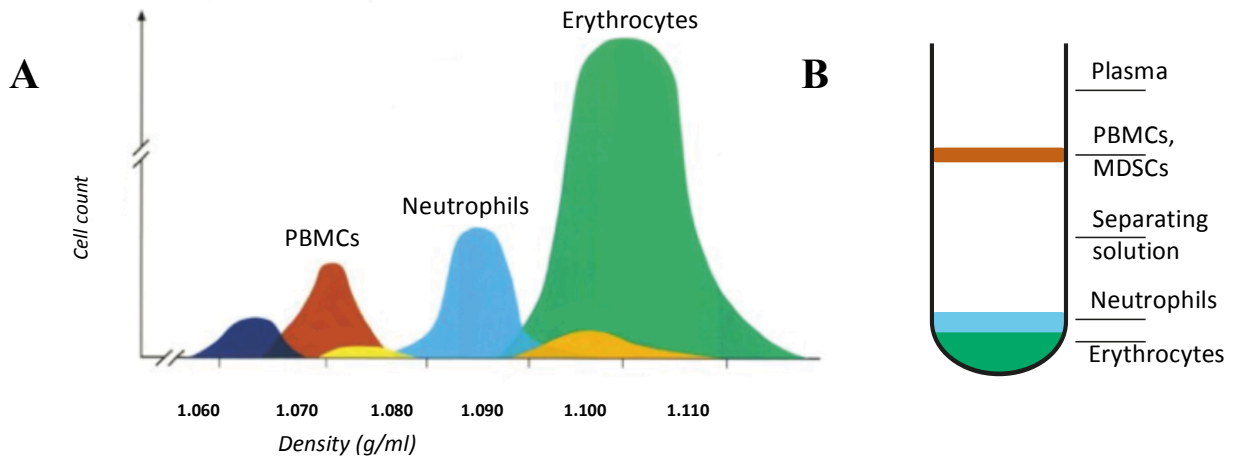 A
Erythrocytes
Neutrophils
PBMCs
Cell count
1.060 1.070 1.080 1.090 1.100 1.110
Density (g/ml)
B
Plasma
PBMCs,
MDSCs
Separating
solution
Neutrophils
Erythrocytes